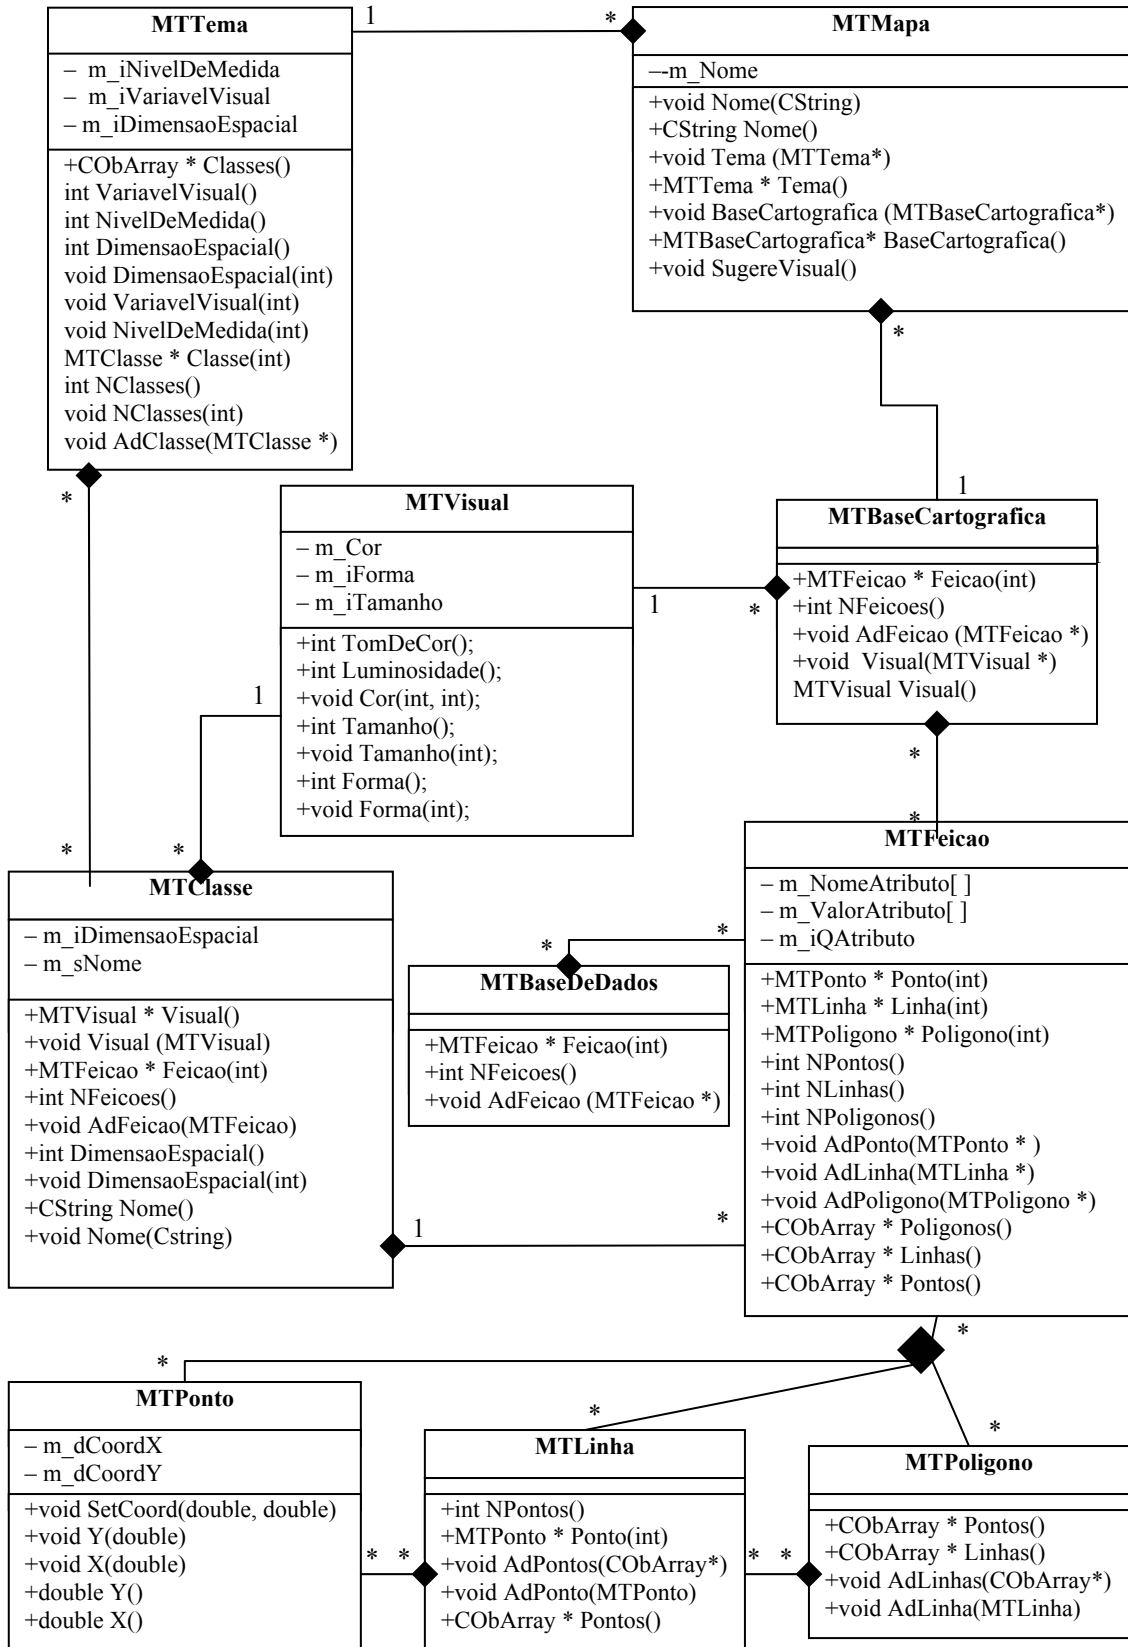 MTTema
– m_iNivelDeMedida
– m_iVariavelVisual
– m_iDimensaoEspacial
+CObArray * Classes()
int VariavelVisual()
int NivelDeMedida()
int DimensaoEspacial()
void DimensaoEspacial(int)
void VariavelVisual(int)
void NivelDeMedida(int)
MTClasse * Classe(int)
int NClasses()
void NClasses(int)
void AdClasse(MTClasse *)
1
*
MTMapa
–-m_Nome
+void Nome(CString)
+CString Nome()
+void Tema (MTTema*)
+MTTema * Tema()
+void BaseCartografica (MTBaseCartografica*)
+MTBaseCartografica* BaseCartografica()
+void SugereVisual()
*
1
*
*
MTVisual
– m_Cor
– m_iForma
– m_iTamanho
+int TomDeCor();
+int Luminosidade();
+void Cor(int, int);
+int Tamanho();
+void Tamanho(int);
+int Forma();
+void Forma(int);
1
*
1
*
MTBaseCartografica
1
+MTFeicao * Feicao(int)
+int NFeicoes()
+void AdFeicao (MTFeicao *)
+void  Visual(MTVisual *)
MTVisual Visual()
*
*
MTClasse
– m_iDimensaoEspacial
– m_sNome
+MTVisual * Visual()
+void Visual (MTVisual)
+MTFeicao * Feicao(int)
+int NFeicoes()
+void AdFeicao(MTFeicao)
+int DimensaoEspacial()
+void DimensaoEspacial(int)
+CString Nome()
+void Nome(Cstring)
*
*
MTBaseDeDados
+MTFeicao * Feicao(int)
+int NFeicoes()
+void AdFeicao (MTFeicao *)
1
*
MTFeicao
– m_NomeAtributo[ ]
– m_ValorAtributo[ ]
– m_iQAtributo
+MTPonto * Ponto(int)
+MTLinha * Linha(int)
+MTPoligono * Poligono(int)
+int NPontos()
+int NLinhas()
+int NPoligonos()
+void AdPonto(MTPonto * )
+void AdLinha(MTLinha *)
+void AdPoligono(MTPoligono *)
+CObArray * Poligonos()
+CObArray * Linhas()
+CObArray * Pontos()
*
*
*
*
MTPonto
– m_dCoordX
– m_dCoordY
+void SetCoord(double, double)
+void Y(double)
+void X(double)
+double Y()
+double X()
* *
MTLinha
+int NPontos()
+MTPonto * Ponto(int)
+void AdPontos(CObArray*)
+void AdPonto(MTPonto)
+CObArray * Pontos()
* *
MTPoligono
+CObArray * Pontos()
+CObArray * Linhas()
+void AdLinhas(CObArray*)
+void AdLinha(MTLinha)